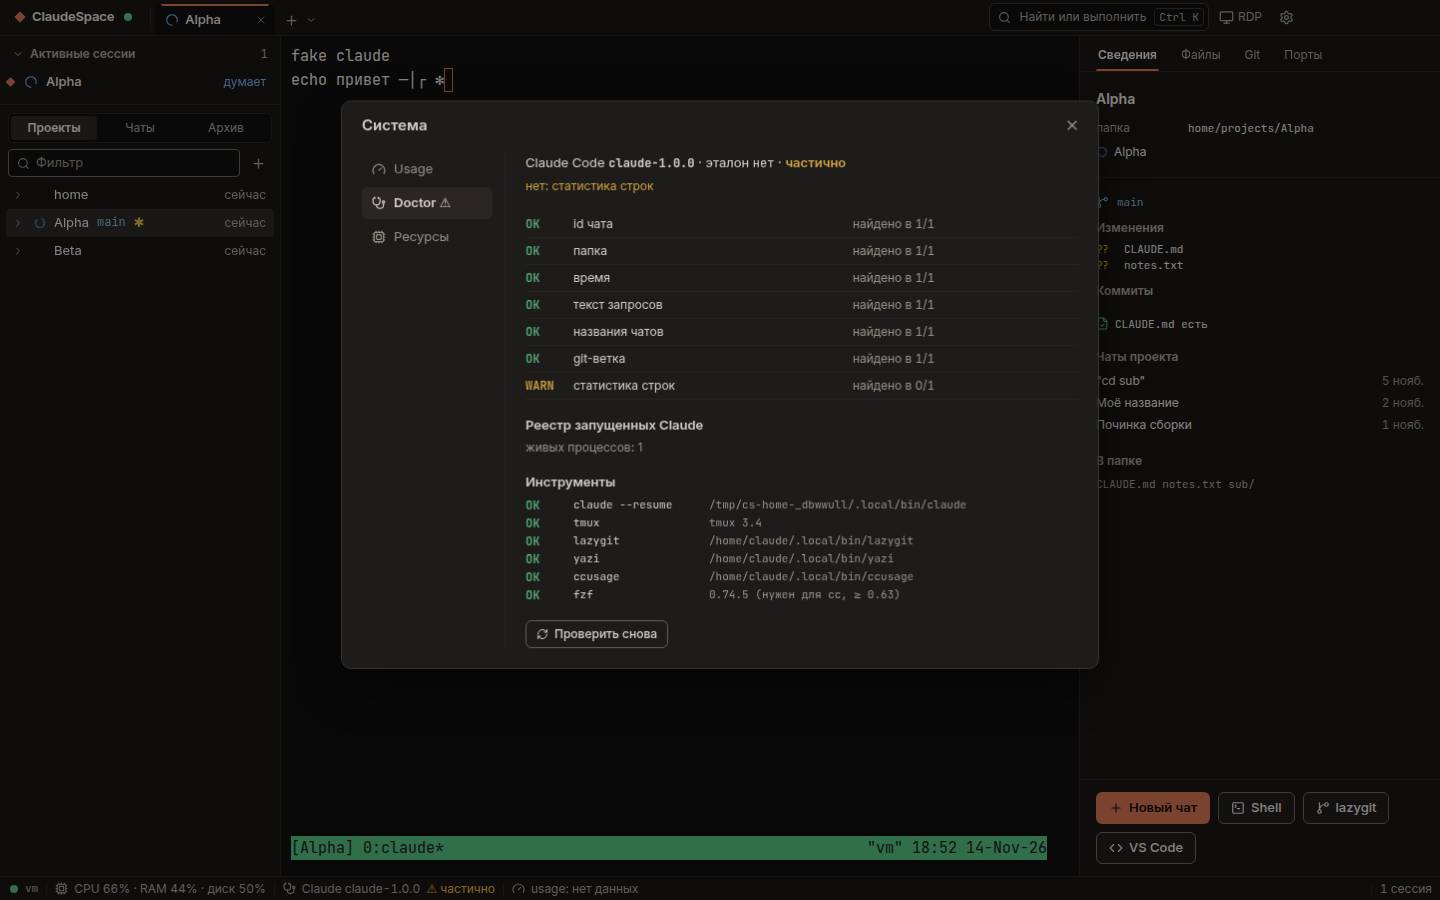 ClaudeSpace
Alpha
Найти или выполнить Ctrl K
RDP
Активные сессии 1
Alpha думает
Проекты Чаты Архив
Фильтр
home сейчас
Alpha main ✱ сейчас
Beta сейчас
fake claude
echo привет ─│┌ ✻
Система
Usage
Doctor ⚠
Ресурсы
Claude Code claude-1.0.0 · эталон нет · частично
нет: статистика строк
OK id чата найдено в 1/1
OK папка найдено в 1/1
OK время найдено в 1/1
OK текст запросов найдено в 1/1
OK названия чатов найдено в 1/1
OK git-ветка найдено в 1/1
WARN статистика строк найдено в 0/1
Реестр запущенных Claude
живых процессов: 1
Инструменты
OK claude --resume /tmp/cs-home-_dbwwull/.local/bin/claude
OK tmux tmux 3.4
OK lazygit /home/claude/.local/bin/lazygit
OK yazi /home/claude/.local/bin/yazi
OK ccusage /home/claude/.local/bin/ccusage
OK fzf 0.74.5 (нужен для cc, ≥ 0.63)
Проверить снова
Сведения Файлы Git Порты
Alpha
папка home/projects/Alpha
Alpha
main
Изменения
?? CLAUDE.md
?? notes.txt
Коммиты
CLAUDE.md есть
Чаты проекта
"cd sub" 5 нояб.
Моё название 2 нояб.
Починка сборки 1 нояб.
В папке
CLAUDE.md notes.txt sub/
Новый чат
Shell
lazygit
VS Code
[Alpha] 0:claude* "vm" 18:52 14-Nov-26
vm CPU 66% · RAM 44% · диск 50% Claude claude-1.0.0 ⚠ частично usage: нет данных 1 сессия